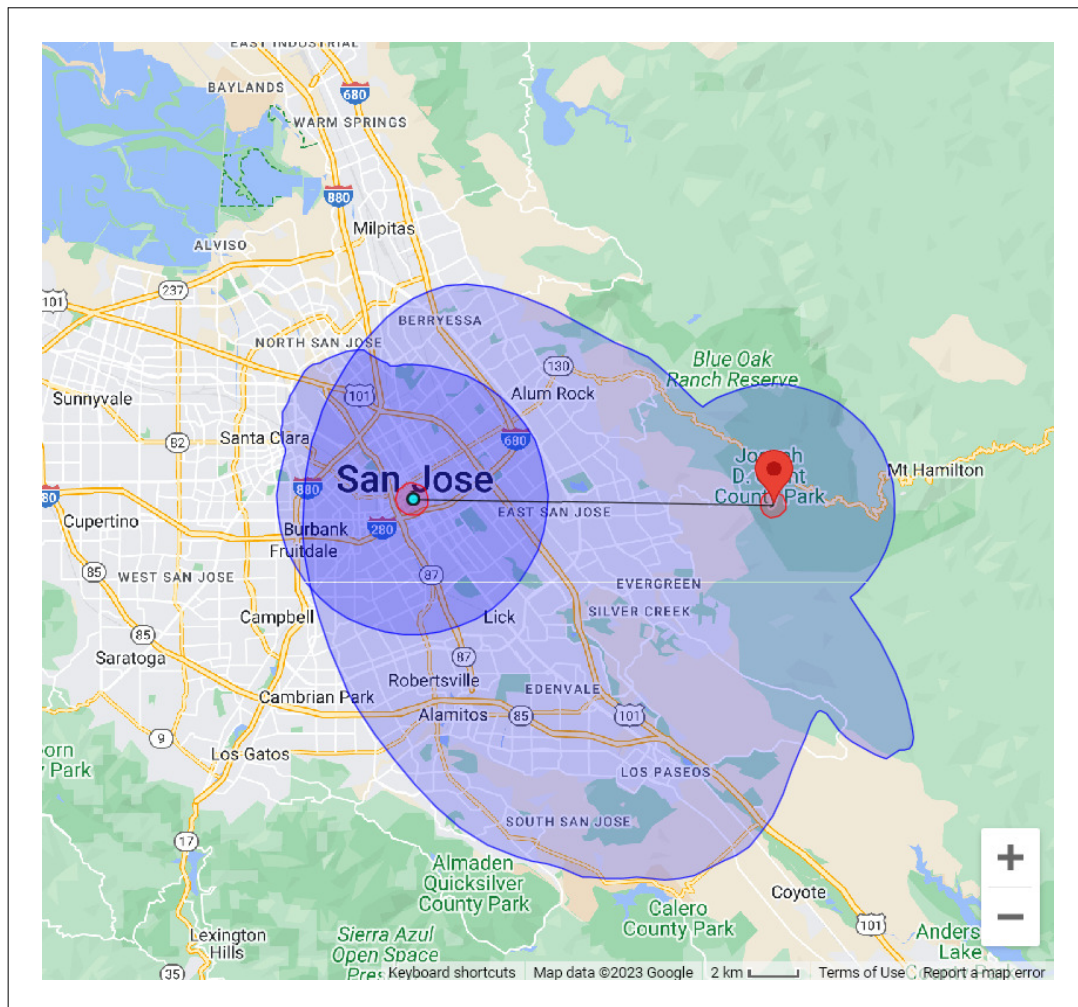 EAST INDUSTRIAL
BAYLANDS
680
WARM SPRINGS
880
Milpitas
ALVISO
237
101
BERRYESSA
NORTH SAN JOSE
130
Blue Oak
Ranch Reserve
Sunnyvale
101
Alum Rock
82
Santa Clara
680
San Jose
Mt Hamilton
County Park
880
80
EAST SAN JOSE
Cupertino
Burbank
280
Fruitdale
85
WEST SAN JOSE
87
EVERGREEN
SILVER CREEK
Campbell
Lick
85
Saratoga
87
Robertsville
EDENVALE
Cambrian Park
Alamitos
85
101
9
Los Gatos
Park
LOS PASEOS
SOUTH SAN JOSE
17
Almaden
Quicksilver
County Park
Coyote
Calero
County Park
101
Lexington
Hills
Sierra Azul
Open Space
Lake
35
Keyboard shortcuts
Map data ©2023 Google
2 km
Terms of Use
Report a map error